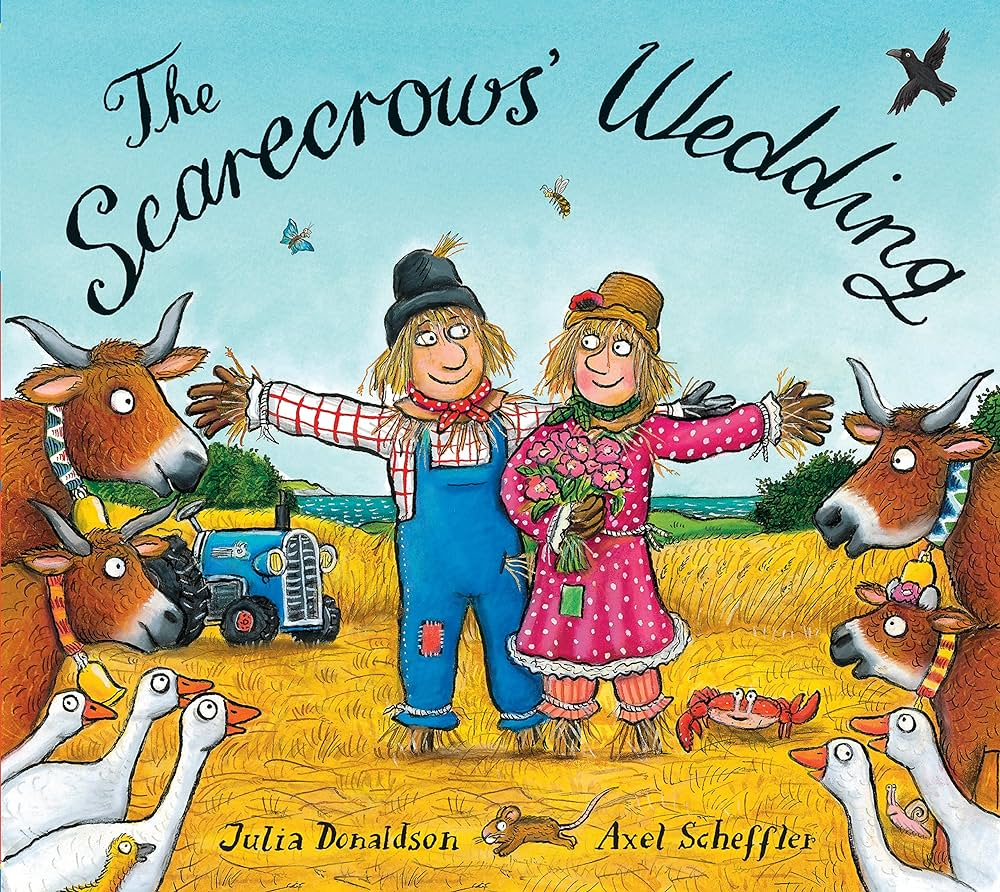 The
Scarecrows' Wedding
Julia Donaldson
Axel Scheffler